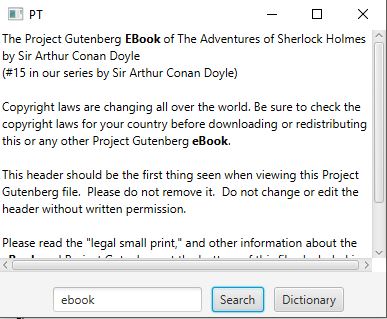 PT
The Project Gutenberg EBook of The Adventures of Sherlock Holmes
by Sir Arthur Conan Doyle
(#15 in our series by Sir Arthur Conan Doyle)
Copyright laws are changing all over the world. Be sure to check the
copyright laws for your country before downloading or redistributing
this or any other Project Gutenberg eBook.
This header should be the first thing seen when viewing this Project
Gutenberg file.  Please do not remove it.  Do not change or edit the
header without written permission.
Please read the "legal small print," and other information about the
ebook
Search
Dictionary